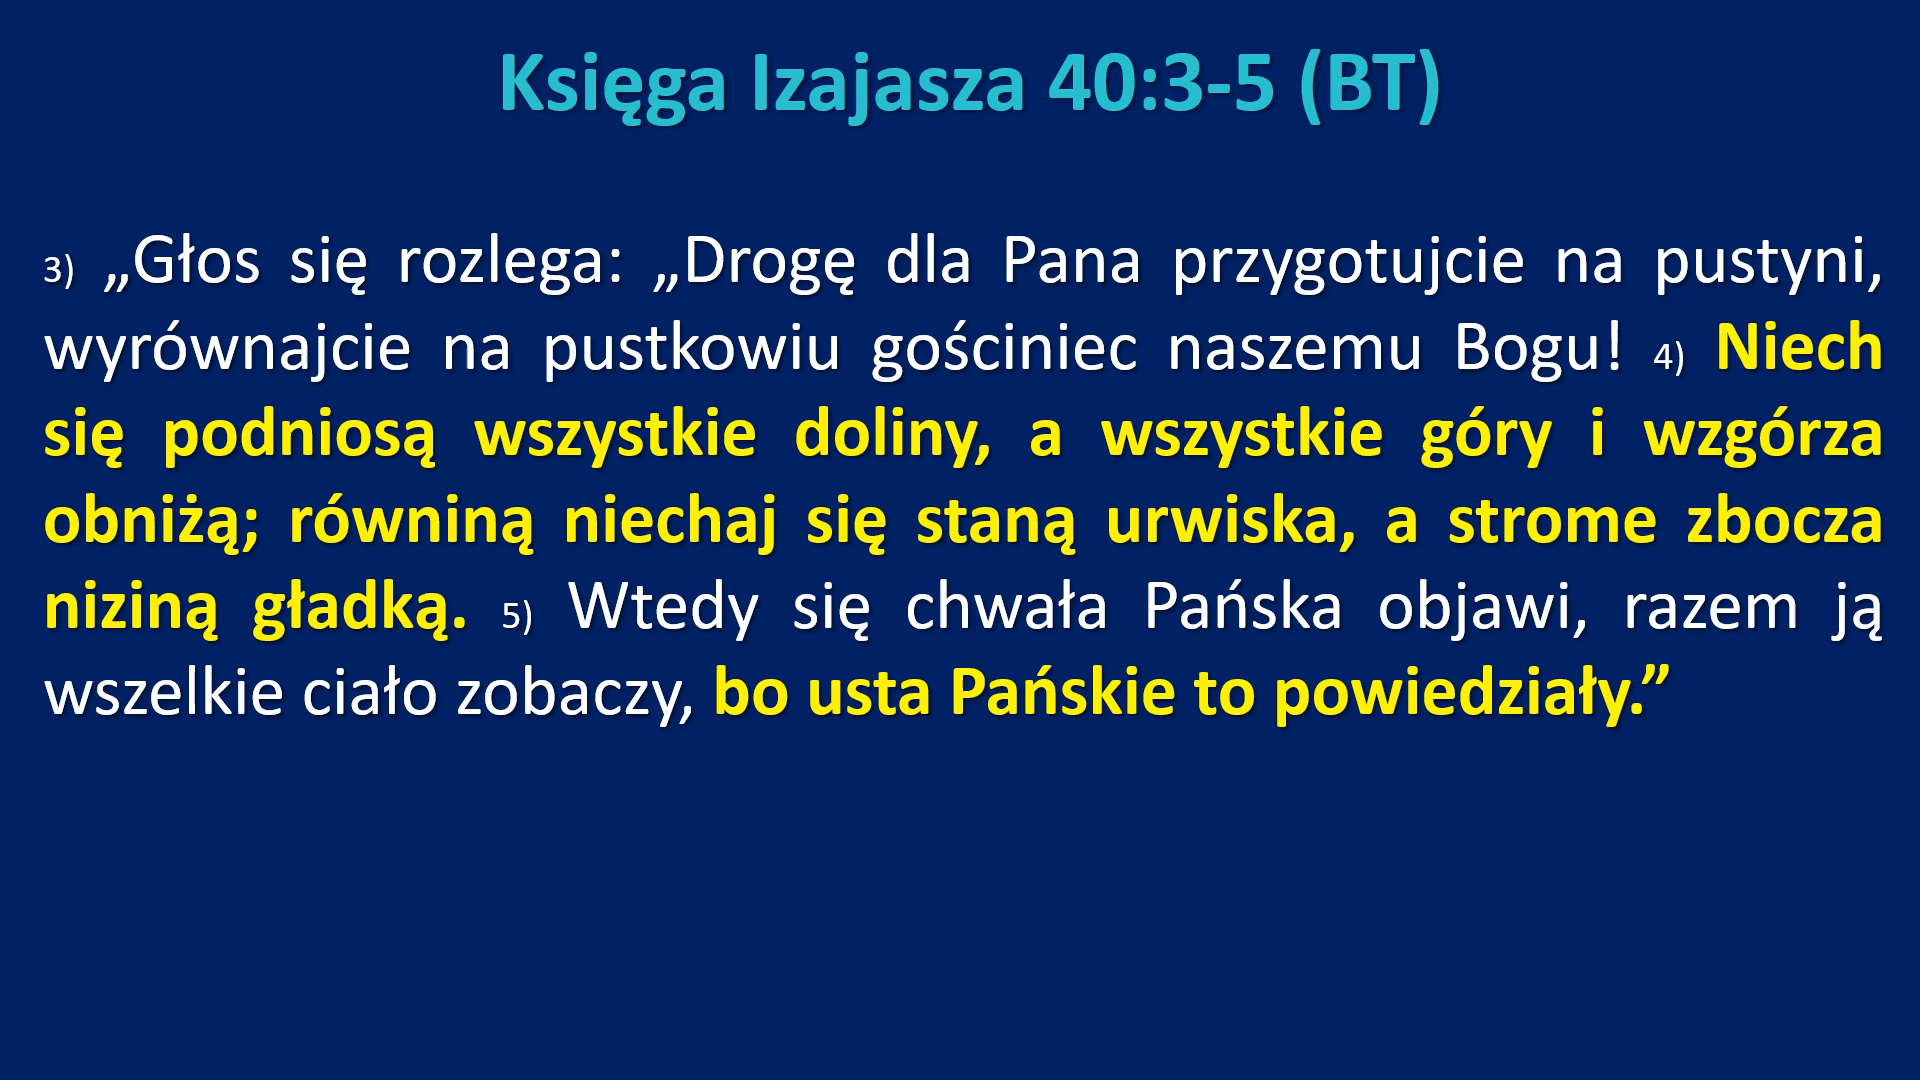 Księga Izajasza 40:3-5 (BT)
3) „Głos się rozlega: „Drogę dla Pana przygotujcie na pustyni,
wyrównajcie na pustkowiu gościniec naszemu Bogu! 4) Niech
się podniosą wszystkie doliny, a wszystkie góry i wzgórza
obniżą; równiną niechaj się staną urwiska, a strome zbocza
niziną gładką. 5) Wtedy się chwała Pańska objawi, razem ją
wszelkie ciało zobaczy, bo usta Pańskie to powiedziały.”